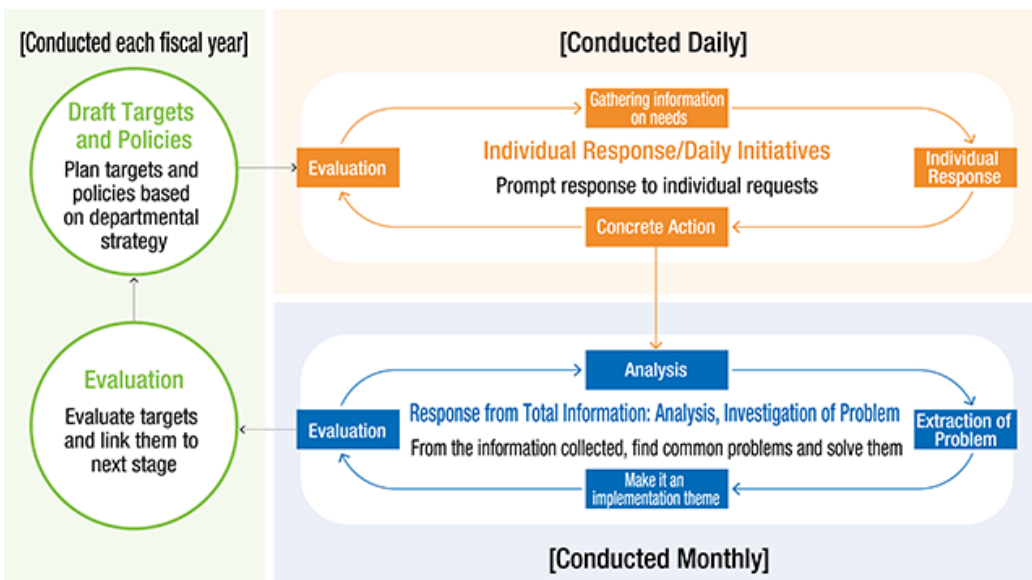 [Conducted each fiscal year]
Draft Targets
and Policies
Plan targets and
policies based
on departmental
strategy
Evaluation
Evaluate targets
and link them to
next stage
[Conducted Daily]
Gathering information
on needs
Evaluation
Individual Response/Daily Initiatives
Prompt response to individual requests
Individual
Response
Concrete Action
Analysis
Evaluation
Response from Total Information: Analysis, Investigation of Problem
From the information collected, find common problems and solve them
Extraction of
Problem
Make it an
implementation theme
[Conducted Monthly]